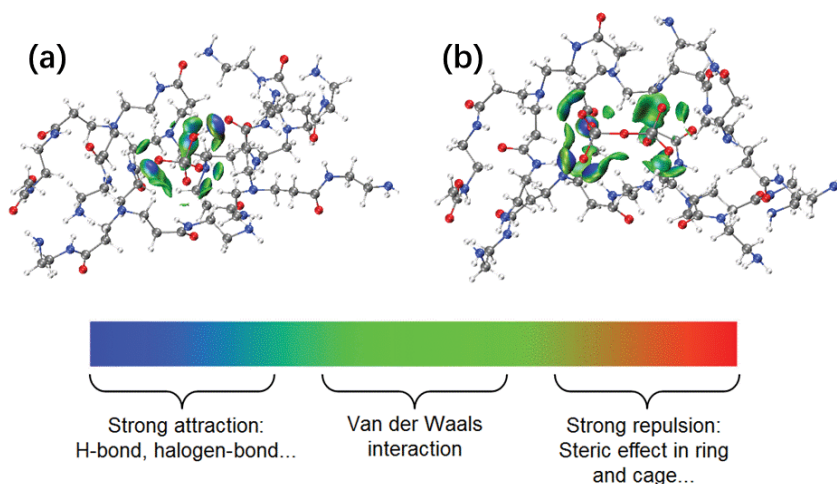 (a)
(b)
Strong attraction:
H-bond, halogen-bond...
Van der Waals
interaction
Strong repulsion:
Steric effect in ring
and cage...